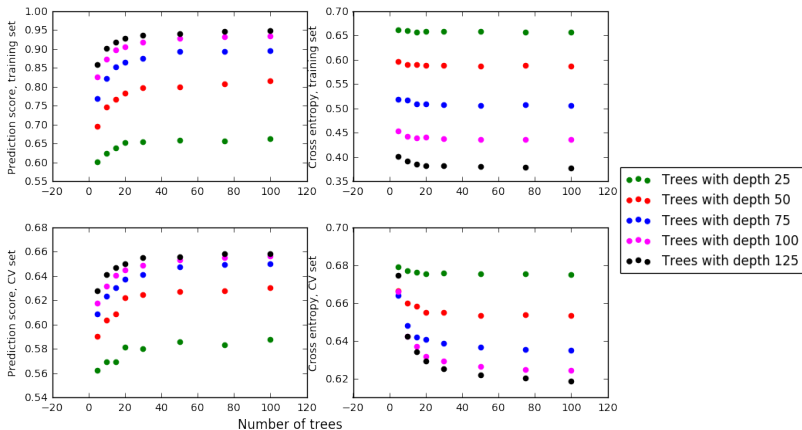 Prediction score, training set
1.00
0.95
0.90
0.85
0.80
0.75
0.70
0.65
0.60
0.55
−20 0 20 40 60 80 100 120
Cross entropy, training set
0.70
0.65
0.60
0.55
0.50
0.45
0.40
0.35
−20 0 20 40 60 80 100 120
Prediction score, CV set
0.68
0.66
0.64
0.62
0.60
0.58
0.56
0.54
−20 0 20 40 60 80 100 120
Cross entropy, CV set
0.70
0.68
0.66
0.64
0.62
−20 0 20 40 60 80 100 120
Number of trees
Trees with depth 25
Trees with depth 50
Trees with depth 75
Trees with depth 100
Trees with depth 125